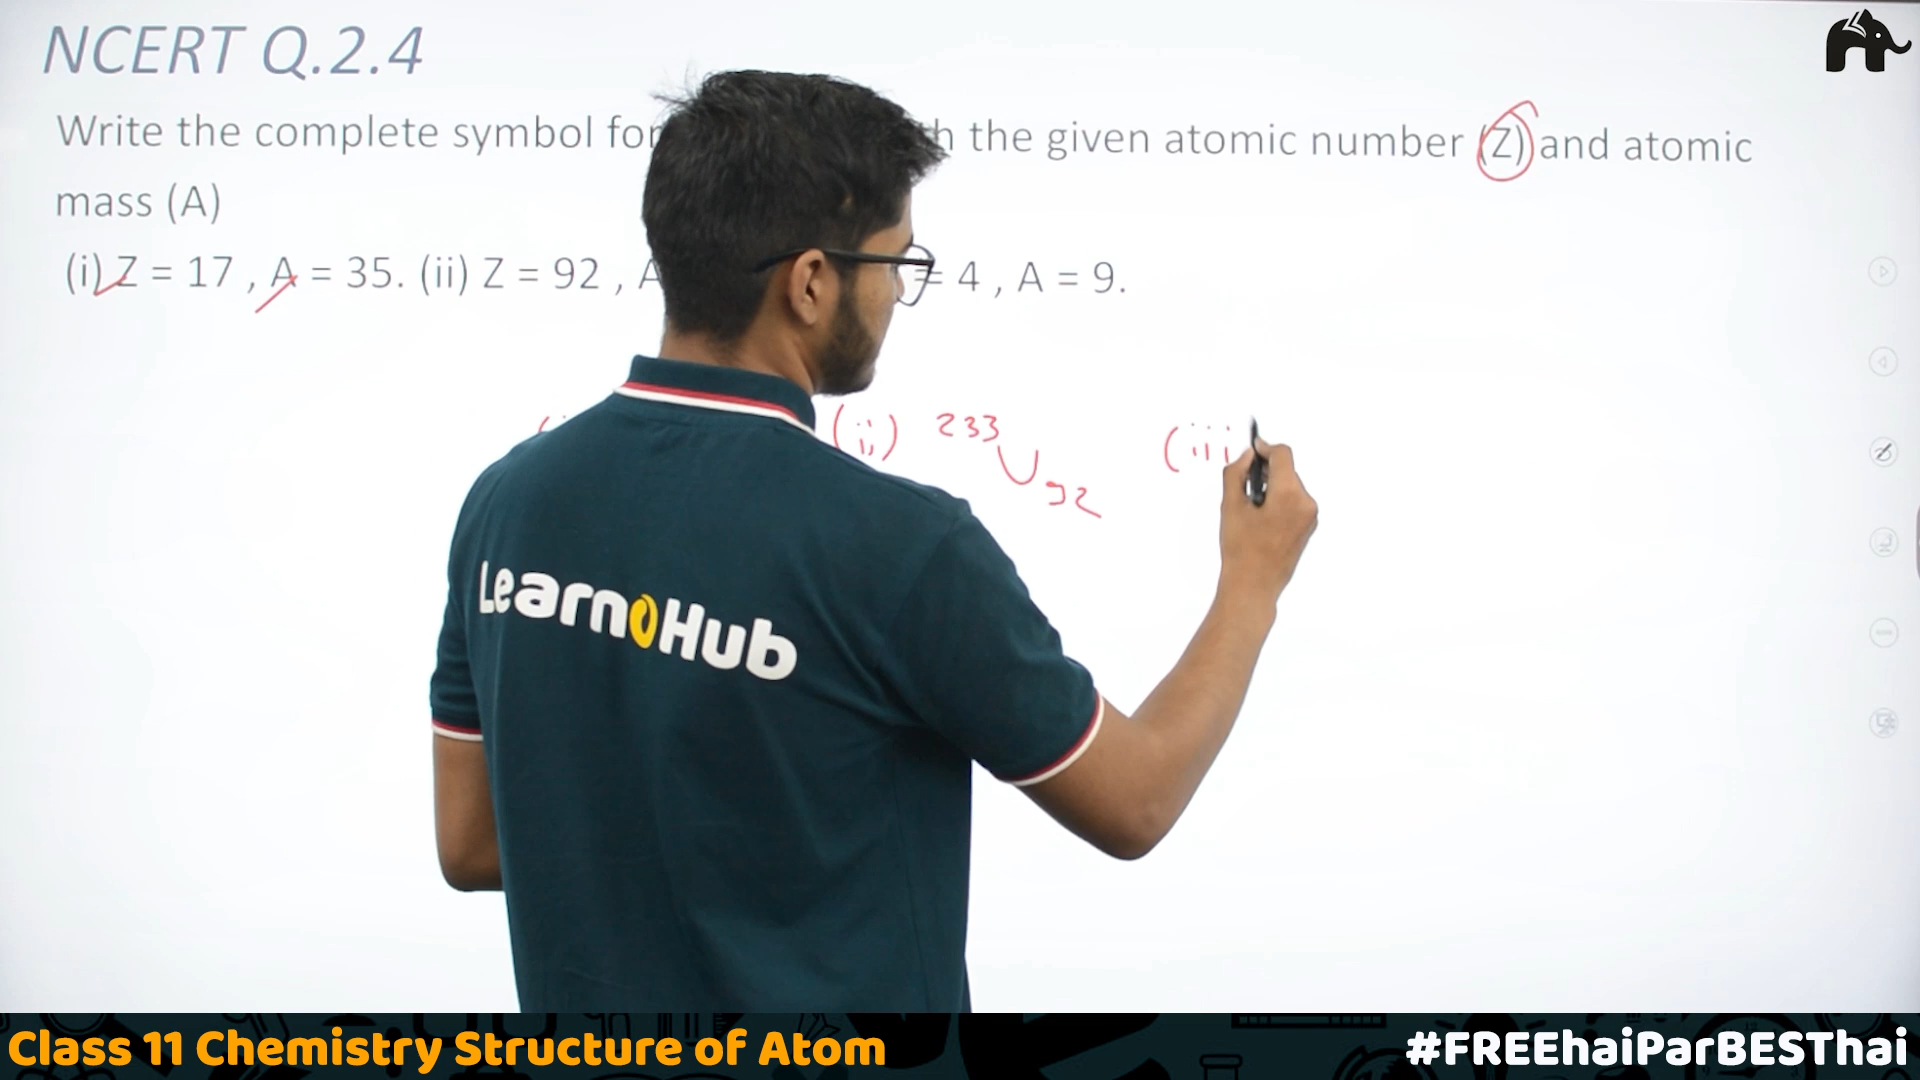 NCERT Q.2.4
Write the complete symbol for h the given atomic number (Z) and atomic
mass (A)
(i) Z = 17 , A = 35. (ii) Z = 92 , A = 4 , A = 9.
(i (ii) 233 U 92 (iii
LearnoHub
Class 11 Chemistry Structure of Atom #FREEhaiParBESThai